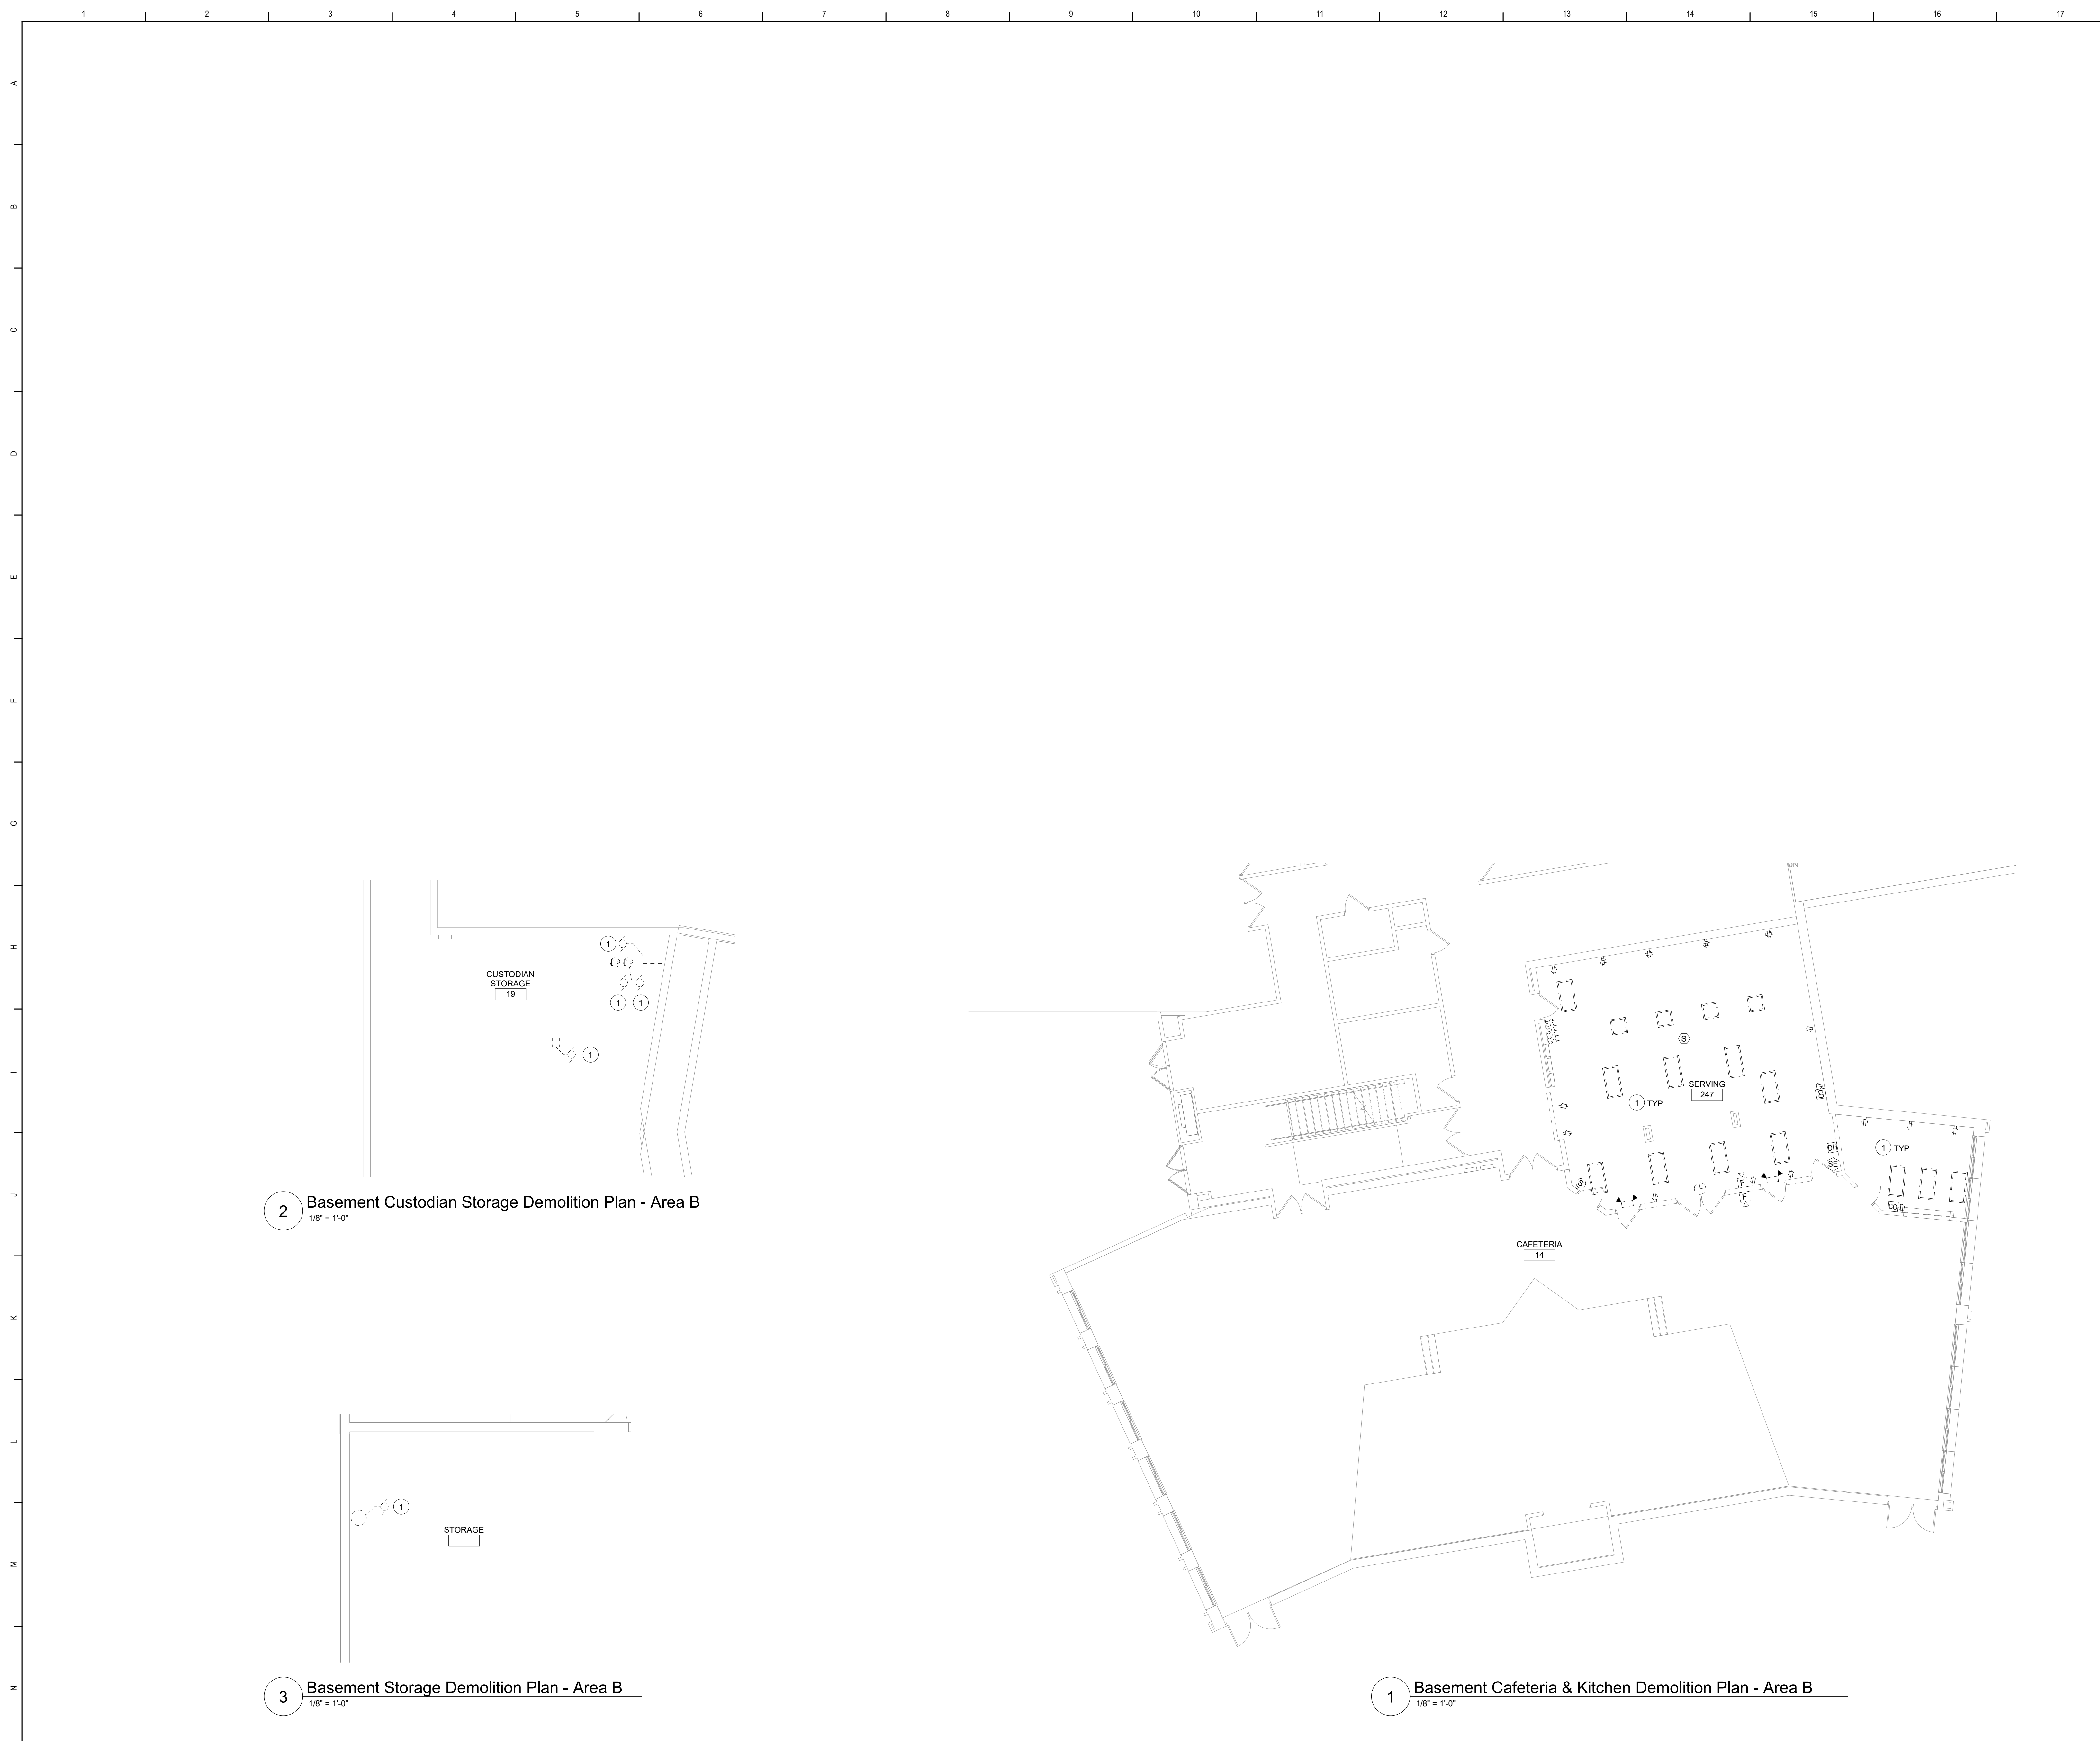 1 2 3 4 5 6 7 8 9 10 11 12 13 14 15 16 17
A
B
C
D
E
F
G
H
I
J
K
L
M
N
DN
1
CUSTODIAN
STORAGE
19
1 1
1
2
Basement Custodian Storage Demolition Plan - Area B
1/8" = 1'-0"
1
STORAGE
3
Basement Storage Demolition Plan - Area B
1/8" = 1'-0"
S
SERVING
247
1 TYP
CO
DH
SE
1 TYP
S
F
F
CO
CAFETERIA
14
1
Basement Cafeteria & Kitchen Demolition Plan - Area B
1/8" = 1'-0"